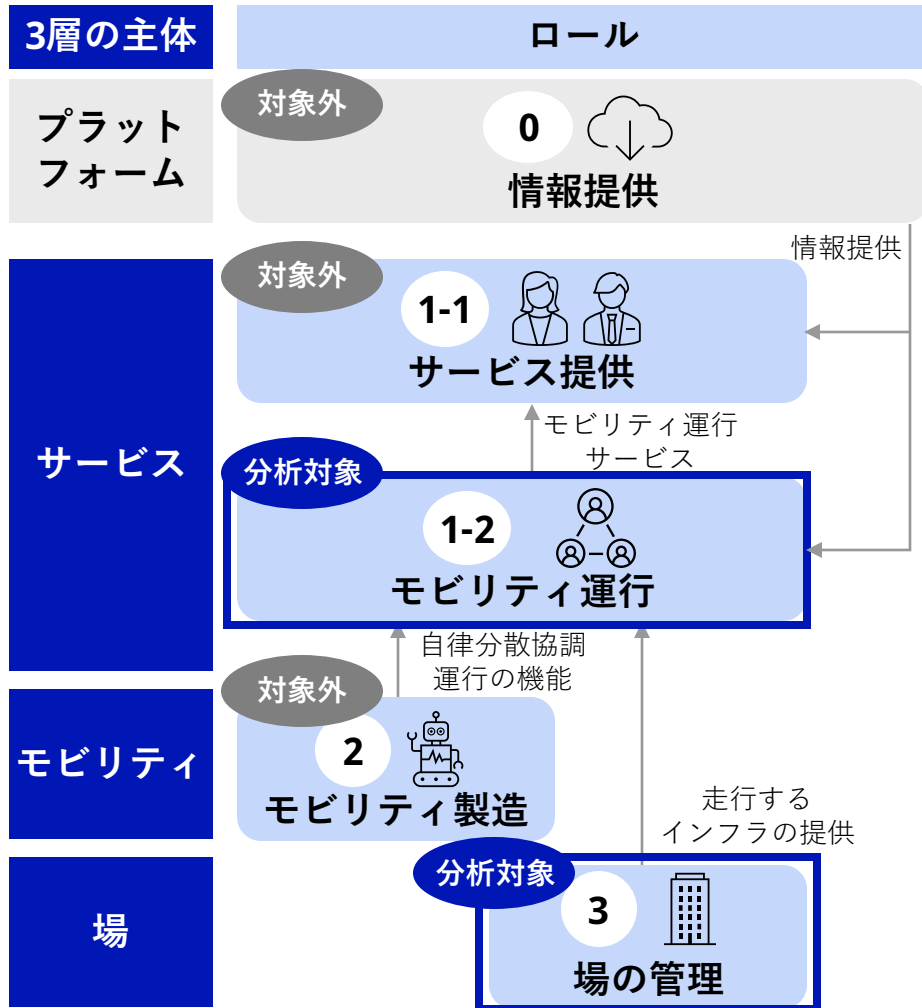 3層の主体
ロール
プラット
フォーム
対象外
0
情報提供
情報提供
サービス
対象外
1-1
サービス提供
モビリティ運行
サービス
分析対象
1-2
モビリティ運行
自律分散協調
運行の機能
モビリティ
対象外
2
モビリティ製造
走行する
インフラの提供
場
分析対象
3
場の管理